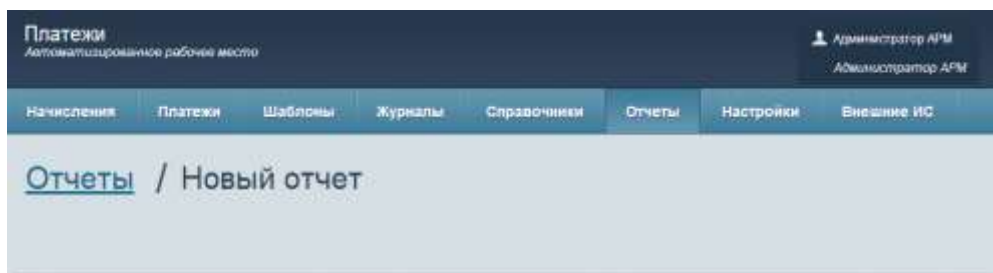 Платежи
Автоматизированное рабочее место
Администратор АРМ
Администратор АРМ
Начисления Платежи Шаблоны Журналы Справочники Отчеты Настройки Внешние ИС
Отчеты / Новый отчет